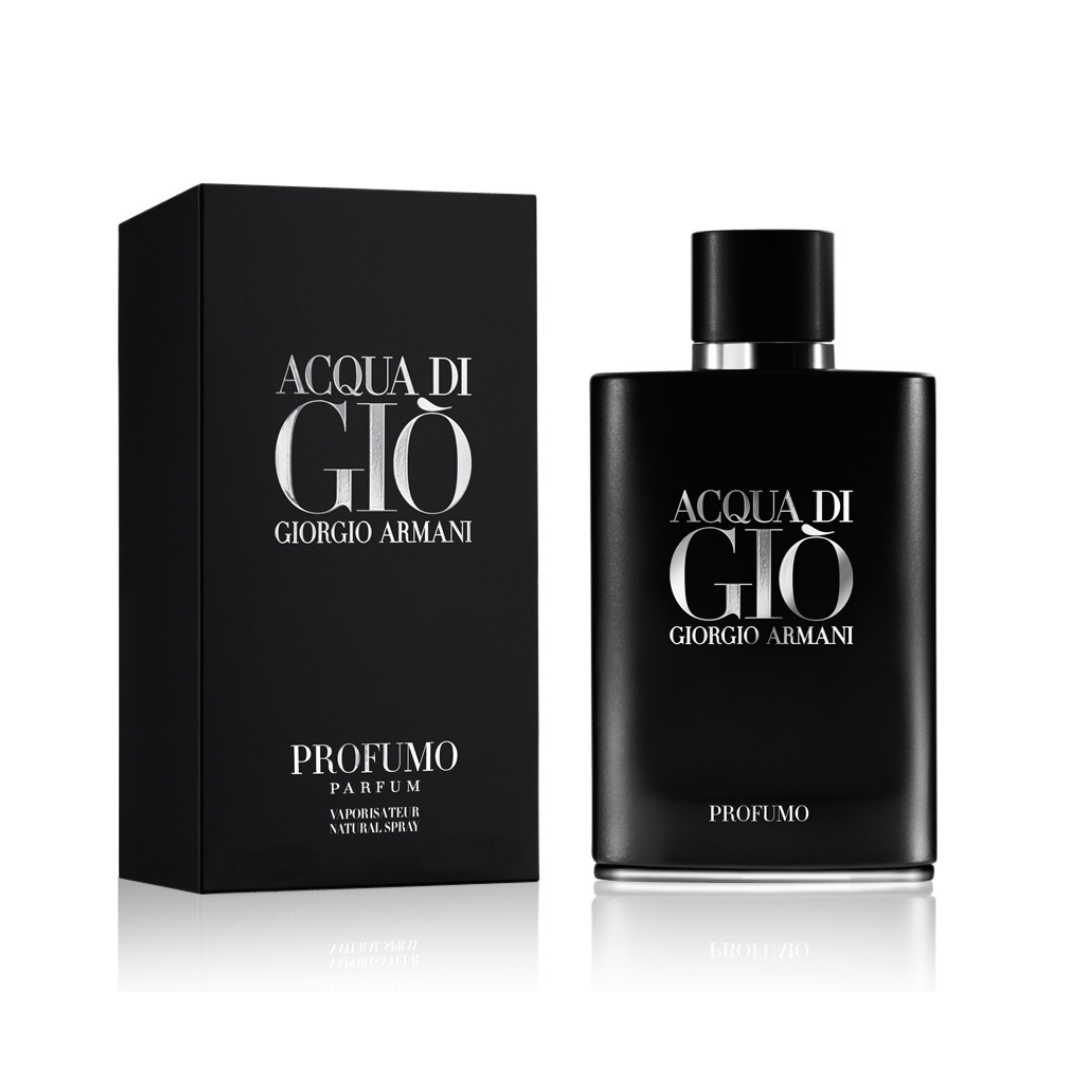 ACQUA DI
GIÒ
GIORGIO ARMANI
PROFUMO
PARFUM
VAPORISATEUR
NATURAL SPRAY
ACQUA DI
GIÒ
GIORGIO ARMANI
PROFUMO